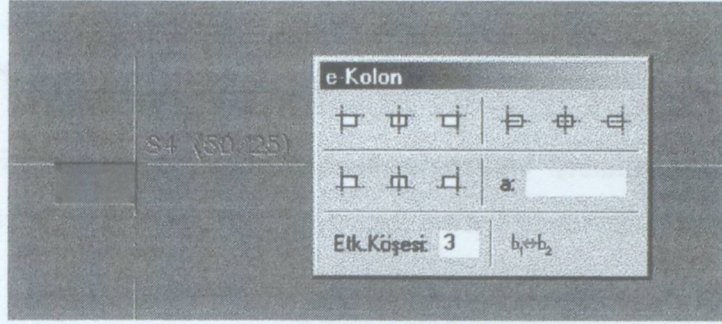 e-Kolon
S4 (50/25)
a:
Etk.Köşesi: 3
b₁⇔b₂